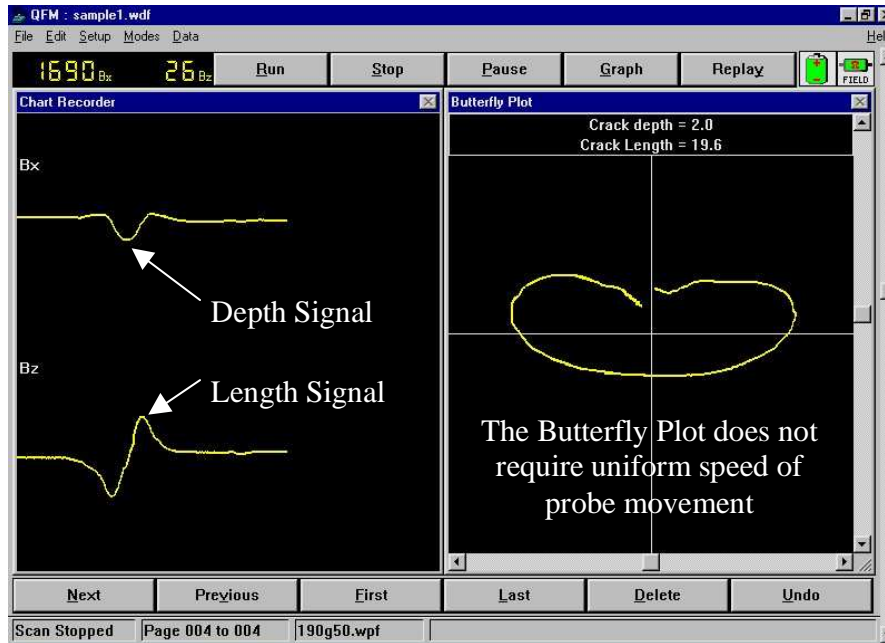 QFM : sample1.wdf
File Edit Setup Modes Data Hel
1690 Bx 26 Bz Run Stop Pause Graph Replay FIELD
Chart Recorder
Butterfly Plot
Crack depth = 2.0
Crack Length = 19.6
Bx
Depth Signal
Bz
Length Signal
The Butterfly Plot does not
require uniform speed of
probe movement
Next Previous First Last Delete Undo
Scan Stopped Page 004 to 004 190g50.wpf